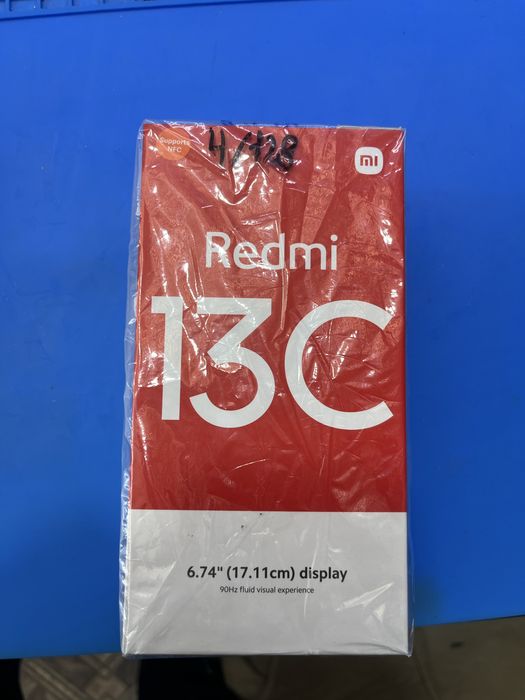 Supports
NFC
4/128
mi
Redmi
13C
6.74" (17.11cm) display
90Hz fluid visual experience